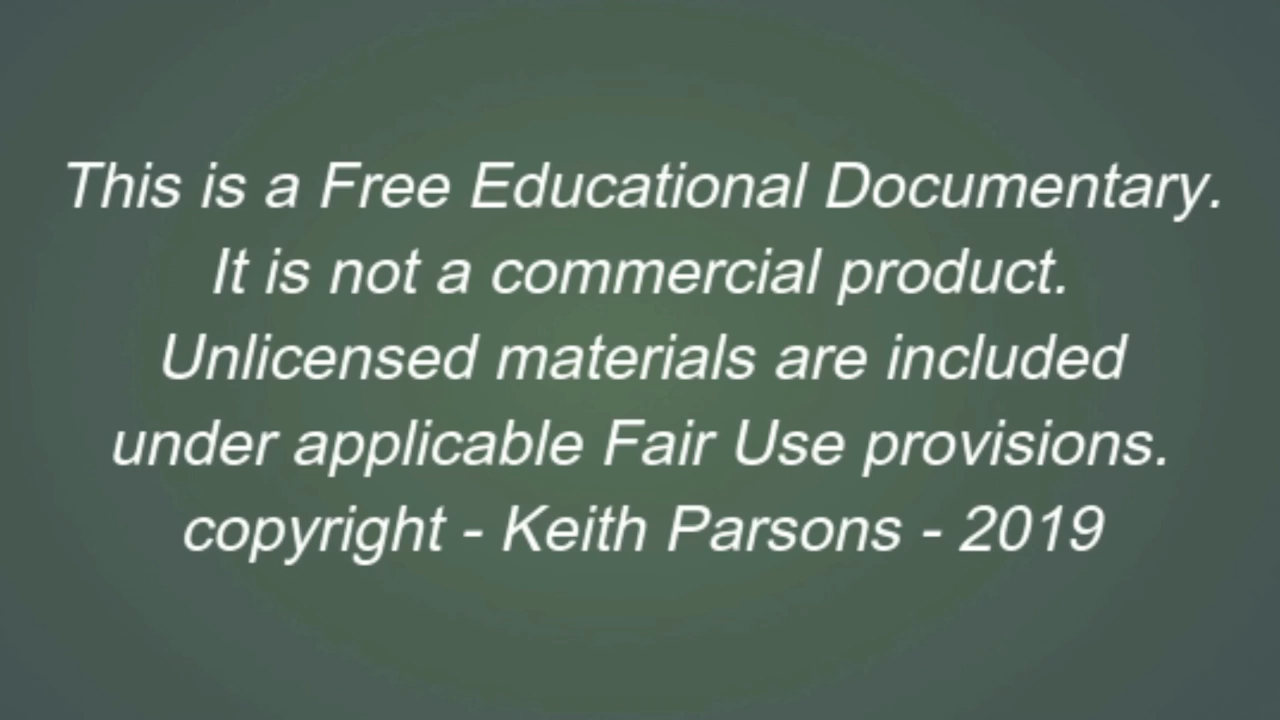 This is a Free Educational Documentary.
It is not a commercial product.
Unlicensed materials are included
under applicable Fair Use provisions.
copyright - Keith Parsons - 2019